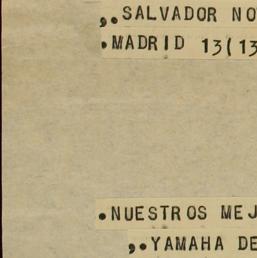 ,.SALVADOR NO
.MADRID 13(13
.NUESTROS MEJ
,.YAMAHA DE